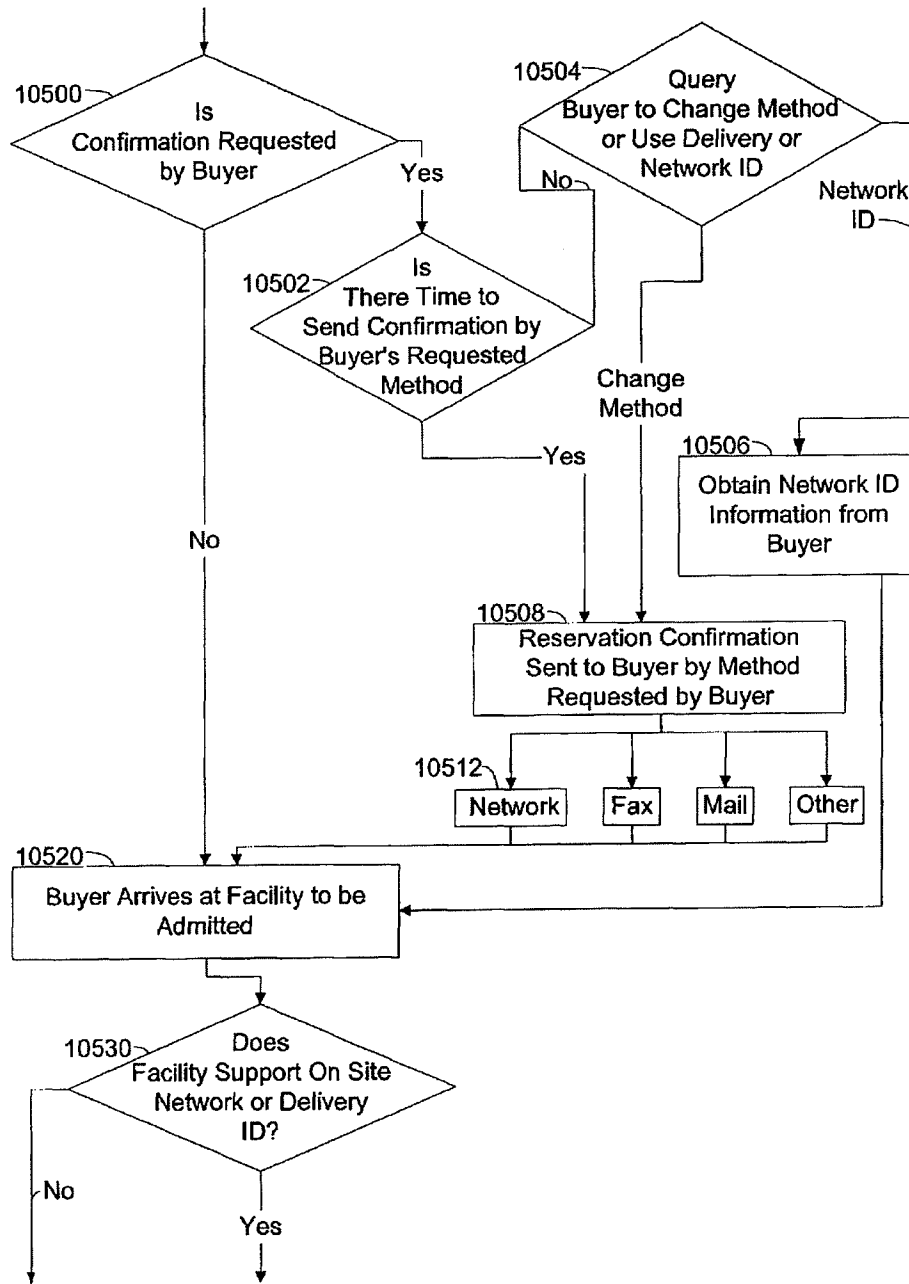 10500
Is
Confirmation Requested
by Buyer
Yes
10504
Query
Buyer to Change Method
or Use Delivery or
Network ID
No
Network
ID
10502
Is
There Time to
Send Confirmation by
Buyer's Requested
Method
Yes
Change
Method
10506
Obtain Network ID
Information from
Buyer
No
10508
Reservation Confirmation
Sent to Buyer by Method
Requested by Buyer
10512
Network
Fax
Mail
Other
10520
Buyer Arrives at Facility to be
Admitted
10530
Does
Facility Support On Site
Network or Delivery
ID?
No
Yes